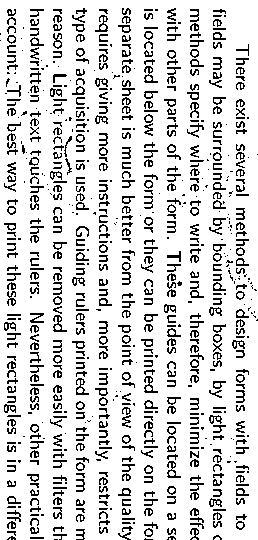 There exist several methods to design forms with fields to
fields may be surrounded by bounding boxes, by light rectangles
methods specify where to write and, therefore, minimize the effec
with other parts of the form. These guides can be located on a se
is located below the form or they can be printed directly on the fo
separate sheet is much better from the point of view of the quality
requires giving more instructions and, more importantly, restricts
type of acquisition is used. Guiding rulers printed on the form are m
reason. Light rectangles can be removed more easily with filters th
handwritten text touches the rulers. Nevertheless, other practical
account: The best way to print these light rectangles is in a differe